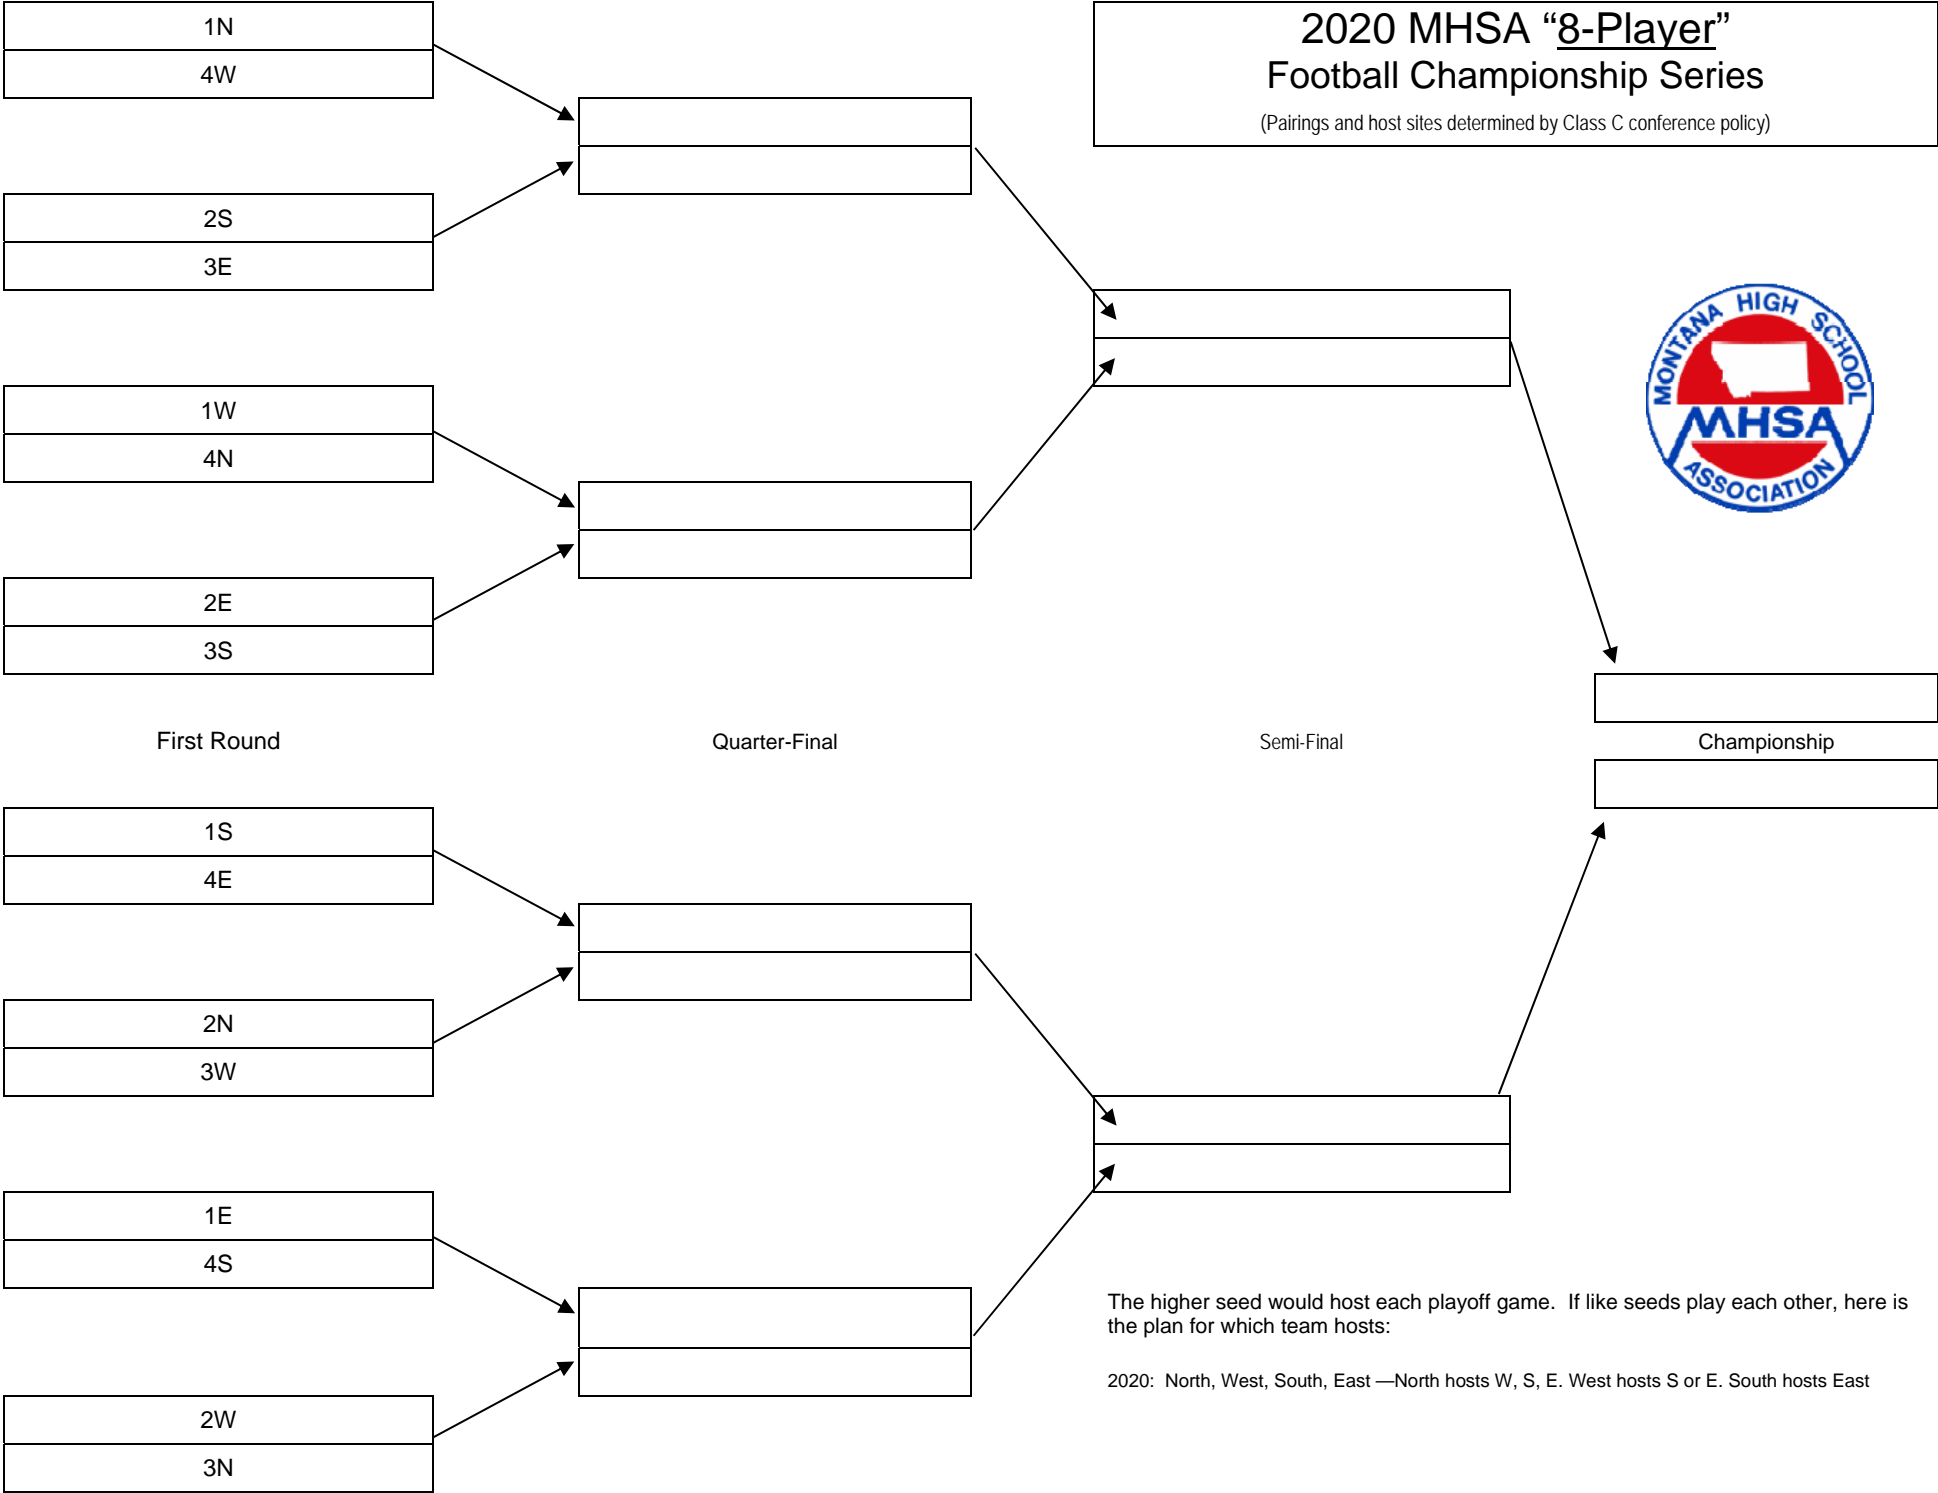 1N
4W
2020 MHSA “8-Player”
Football Championship Series
(Pairings and host sites determined by Class C conference policy)
2S
3E
1W
4N
MONTANA HIGH SCHOOL
MHSA
ASSOCIATION
2E
3S
First Round
Quarter-Final
Semi-Final
Championship
1S
4E
2N
3W
1E
4S
The higher seed would host each playoff game.  If like seeds play each other, here is
the plan for which team hosts:
2020:  North, West, South, East —North hosts W, S, E. West hosts S or E. South hosts East
2W
3N